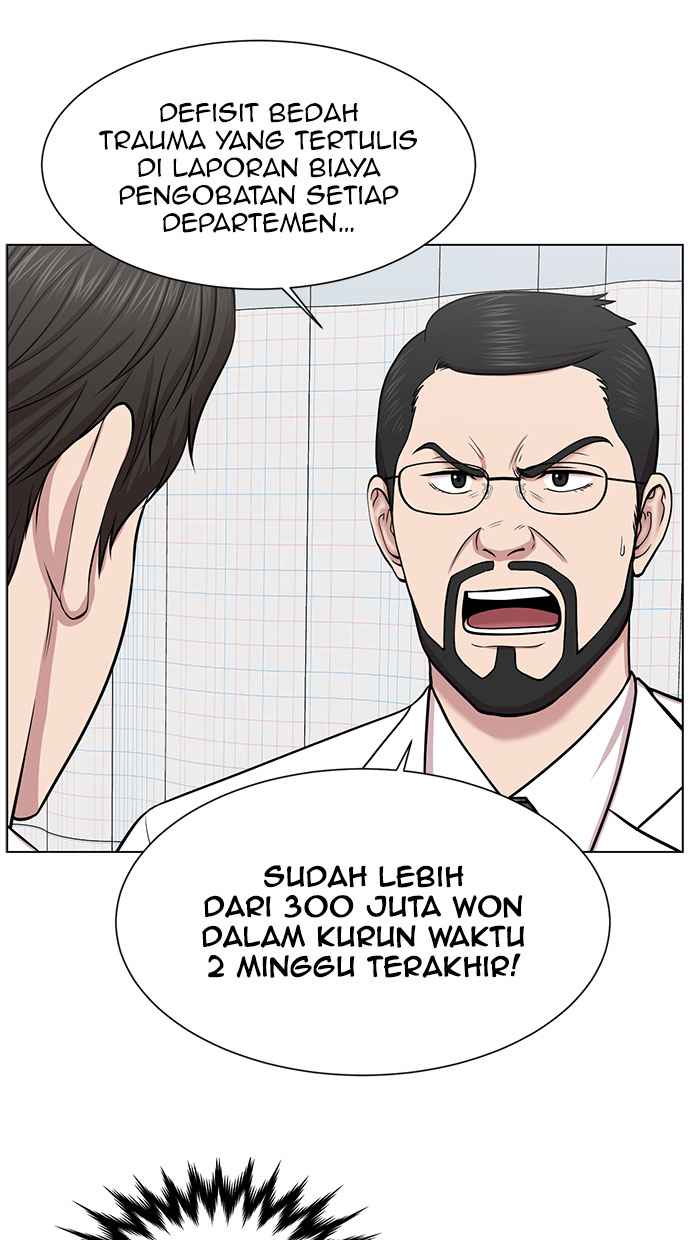 DEFISIT BEDAH
TRAUMA YANG TERTULIS
DI LAPORAN BIAYA
PENGOBATAN SETIAP
DEPARTEMEN...
SUDAH LEBIH
DARI 300 JUTA WON
DALAM KURUN WAKTU
2 MINGGU TERAKHIR!